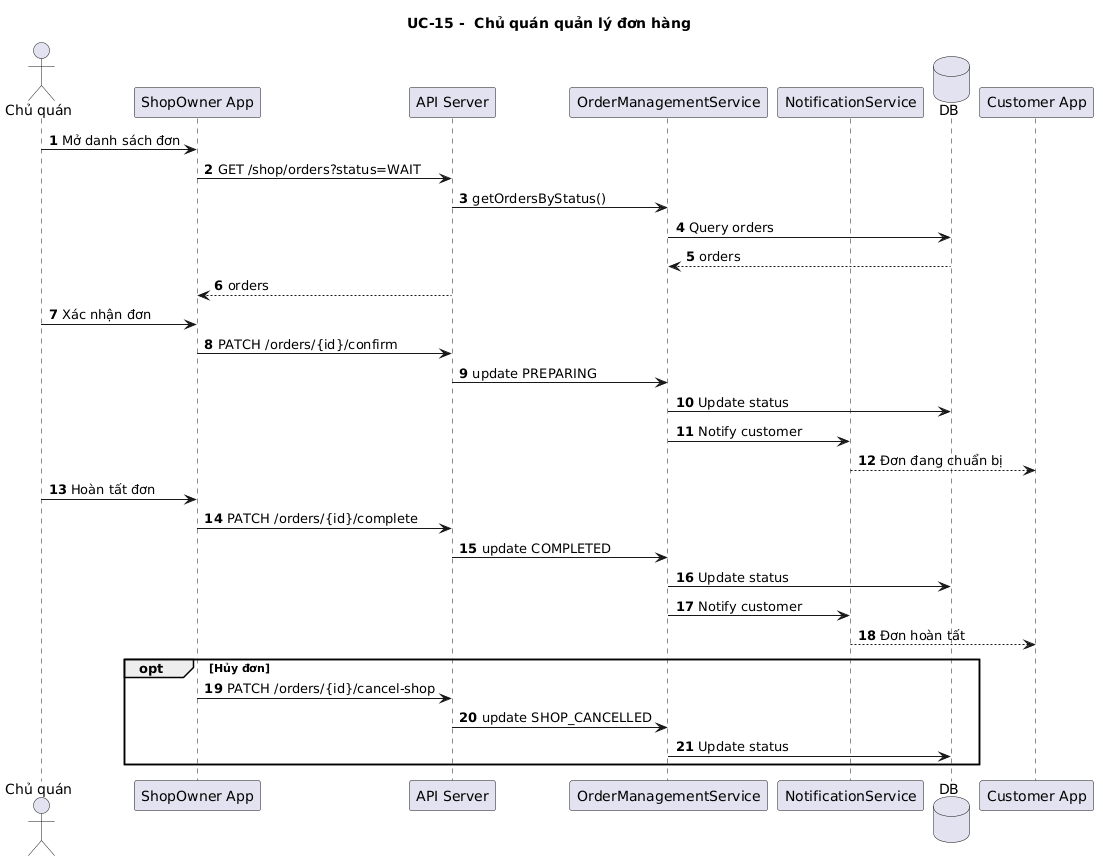 UC-15 -  Chủ quán quản lý đơn hàng
Chủ quán
ShopOwner App
API Server
OrderManagementService
NotificationService
DB
Customer App
1 Mở danh sách đơn
2 GET /shop/orders?status=WAIT
3 getOrdersByStatus()
4 Query orders
5 orders
6 orders
7 Xác nhận đơn
8 PATCH /orders/{id}/confirm
9 update PREPARING
10 Update status
11 Notify customer
12 Đơn đang chuẩn bị
13 Hoàn tất đơn
14 PATCH /orders/{id}/complete
15 update COMPLETED
16 Update status
17 Notify customer
18 Đơn hoàn tất
opt [Hủy đơn]
19 PATCH /orders/{id}/cancel-shop
20 update SHOP_CANCELLED
21 Update status
Chủ quán
ShopOwner App
API Server
OrderManagementService
NotificationService
DB
Customer App